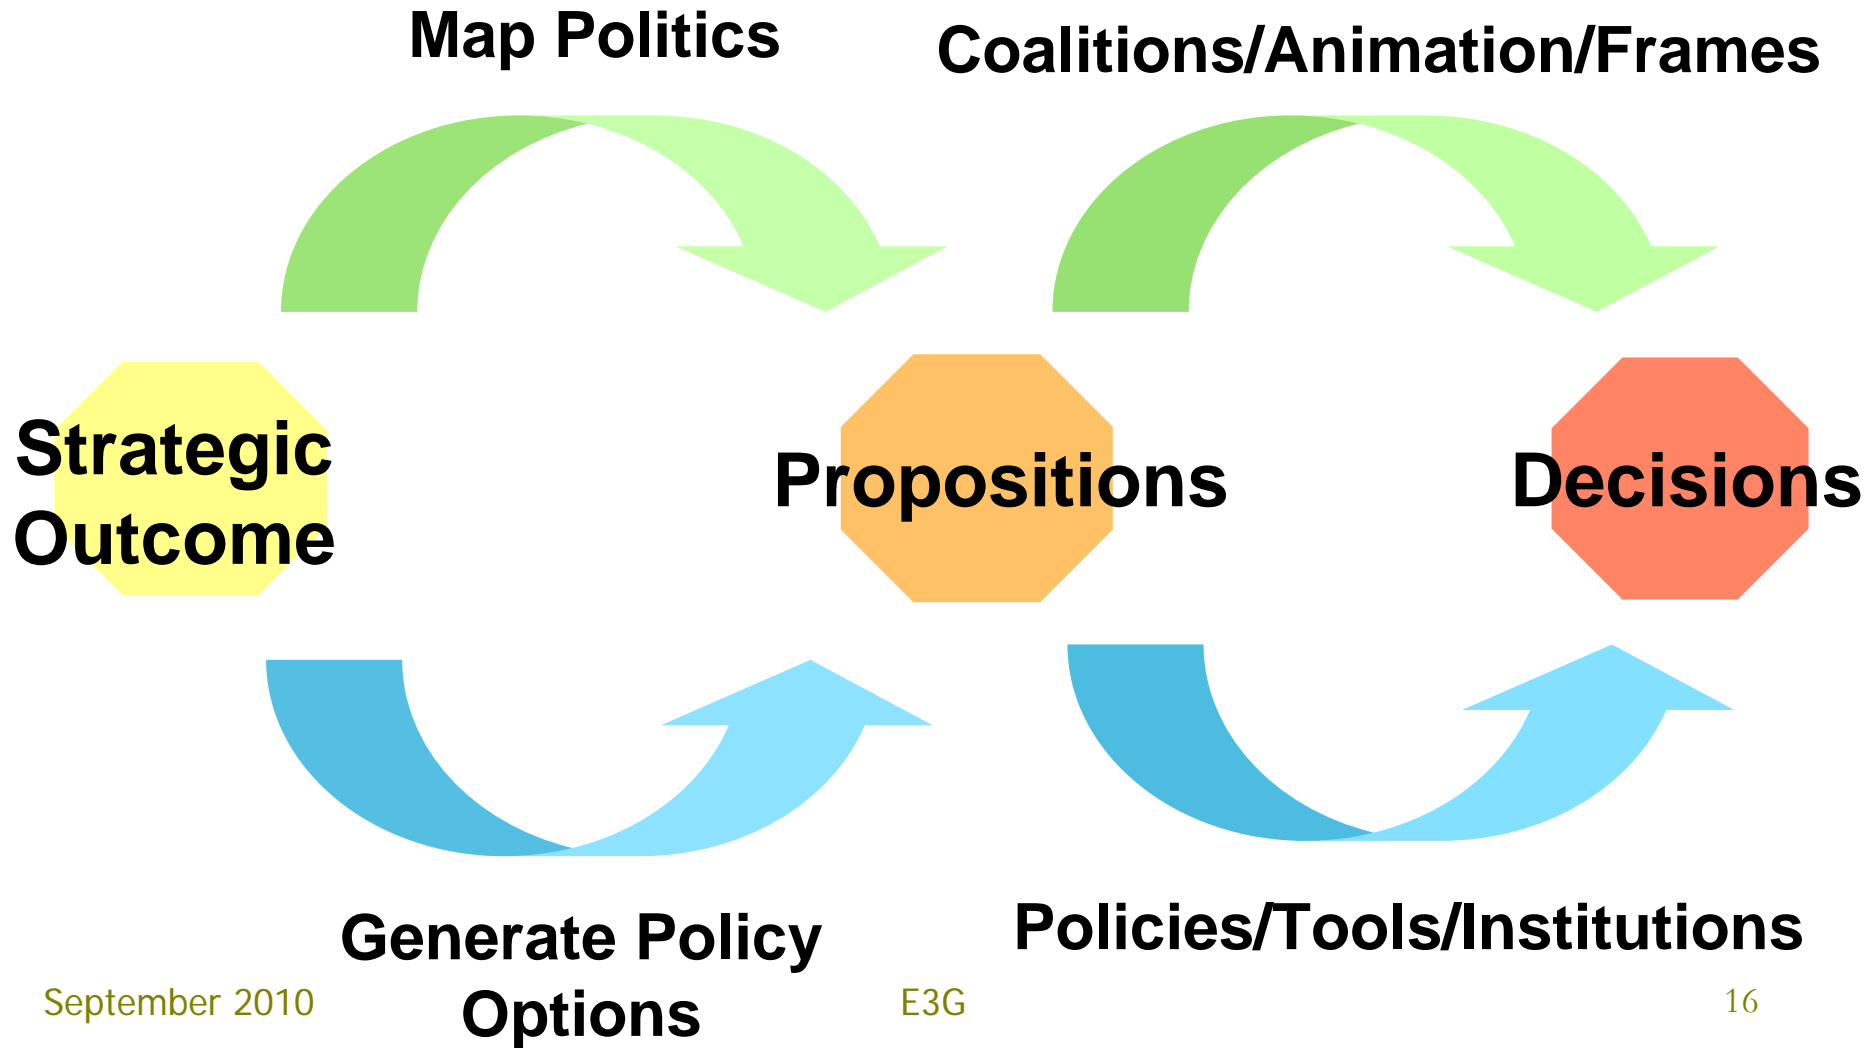 Map Politics
Coalitions/Animation/Frames
Strategic
Outcome
Propositions
Decisions
Generate Policy
Options
Policies/Tools/Institutions
September 2010
E3G
16